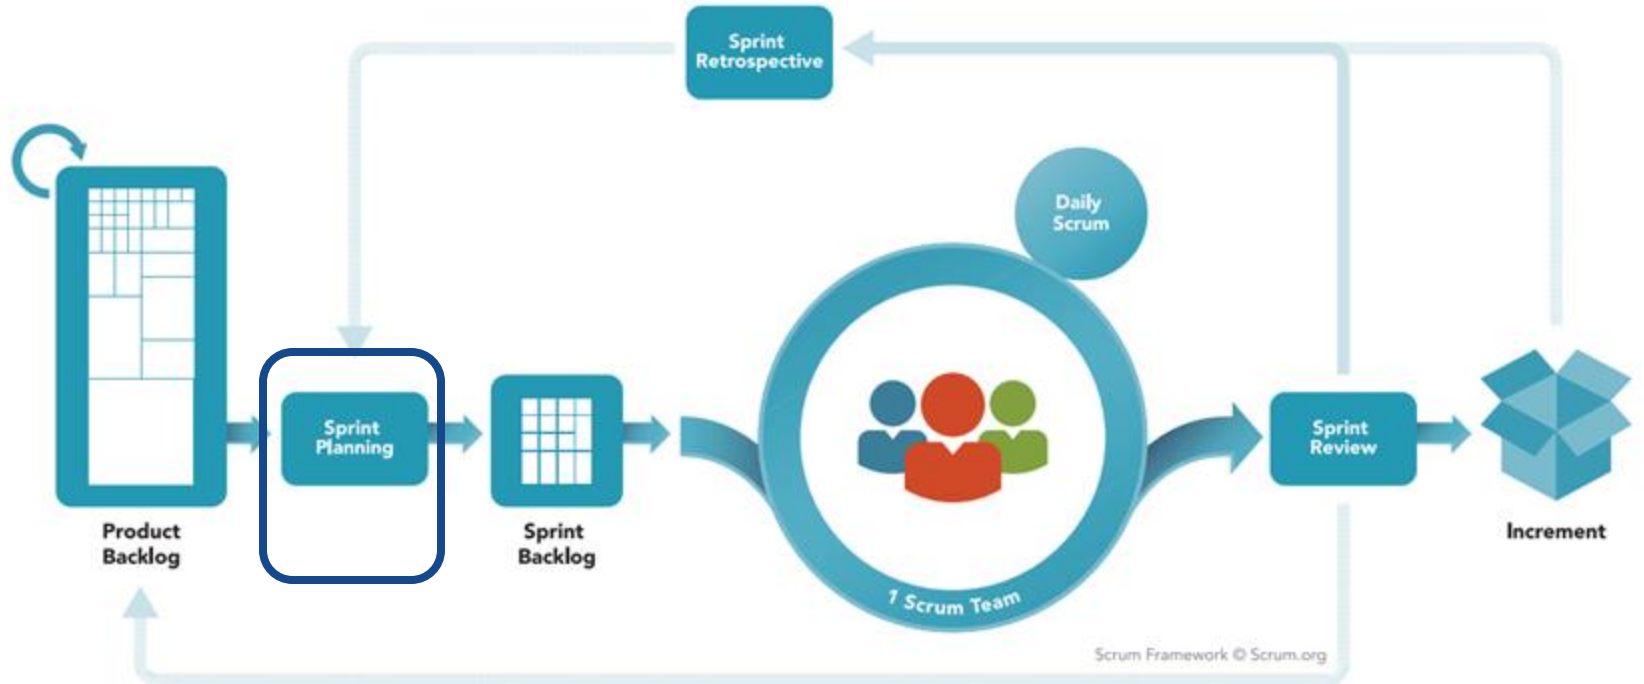 Sprint
Retrospective
Daily
Scrum
Sprint
Planning
Sprint
Review
Product
Backlog
Sprint
Backlog
Increment
1 Scrum Team
Scrum Framework © Scrum.org